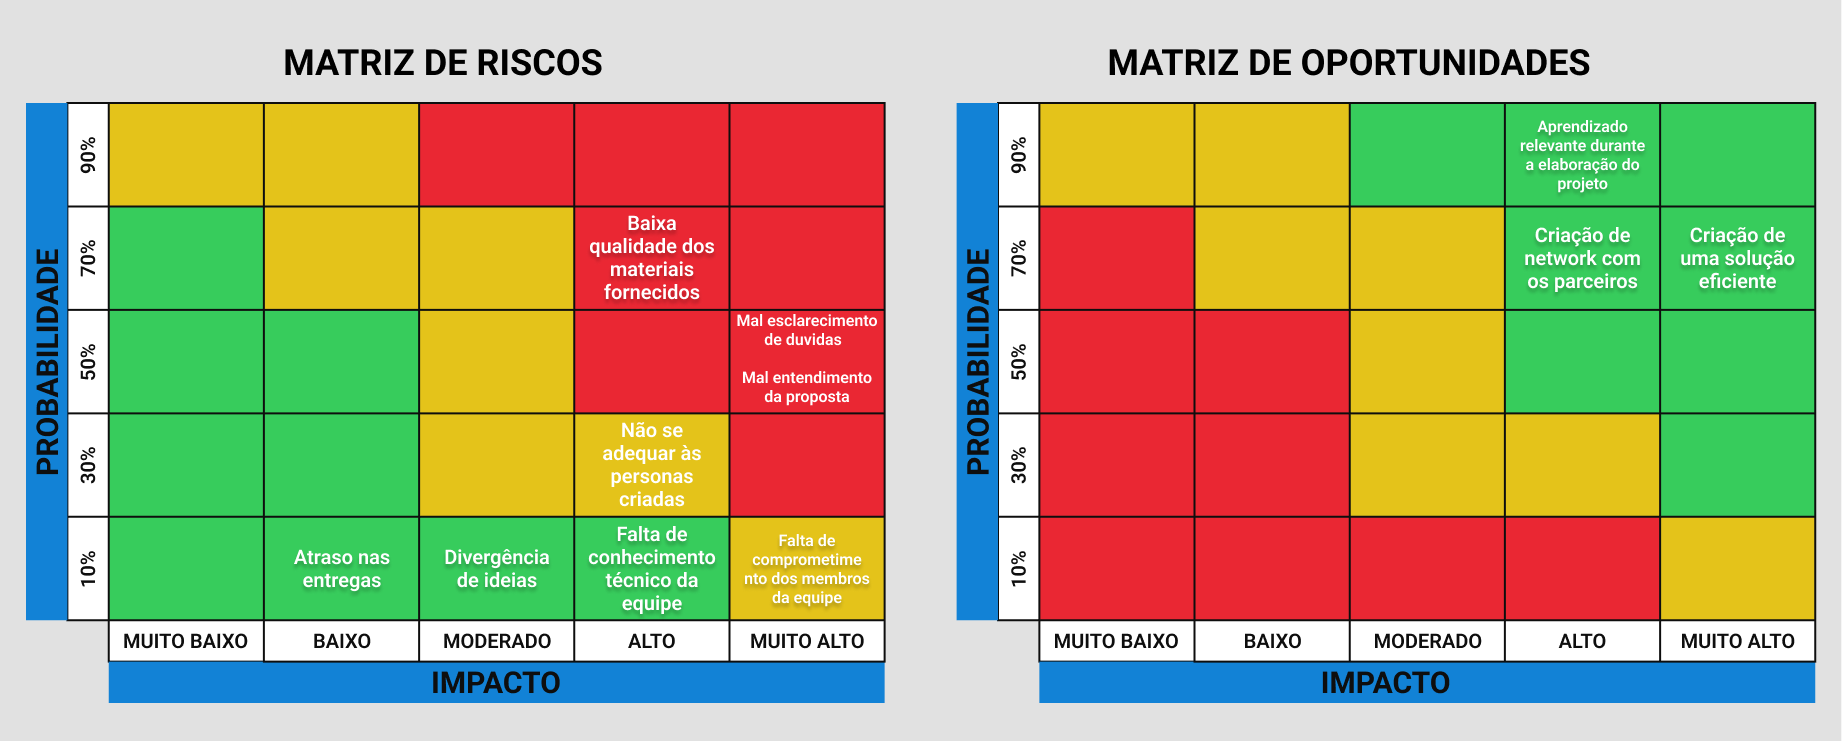 MATRIZ DE RISCOS
PROBABILIDADE
90%
70%
Baixa
qualidade dos
materiais
fornecidos
50%
Mal esclarecimento
de duvidas
Mal entendimento
da proposta
30%
Não se
adequar às
personas
criadas
10%
Atraso nas
entregas
Divergência
de ideias
Falta de
conhecimento
técnico da
equipe
Falta de
comprometime
nto dos membros
da equipe
MUITO BAIXO
BAIXO
MODERADO
ALTO
MUITO ALTO
IMPACTO
MATRIZ DE OPORTUNIDADES
PROBABILIDADE
90%
Aprendizado
relevante durante
a elaboração do
projeto
70%
Criação de
network com
os parceiros
Criação de
uma solução
eficiente
50%
30%
10%
MUITO BAIXO
BAIXO
MODERADO
ALTO
MUITO ALTO
IMPACTO